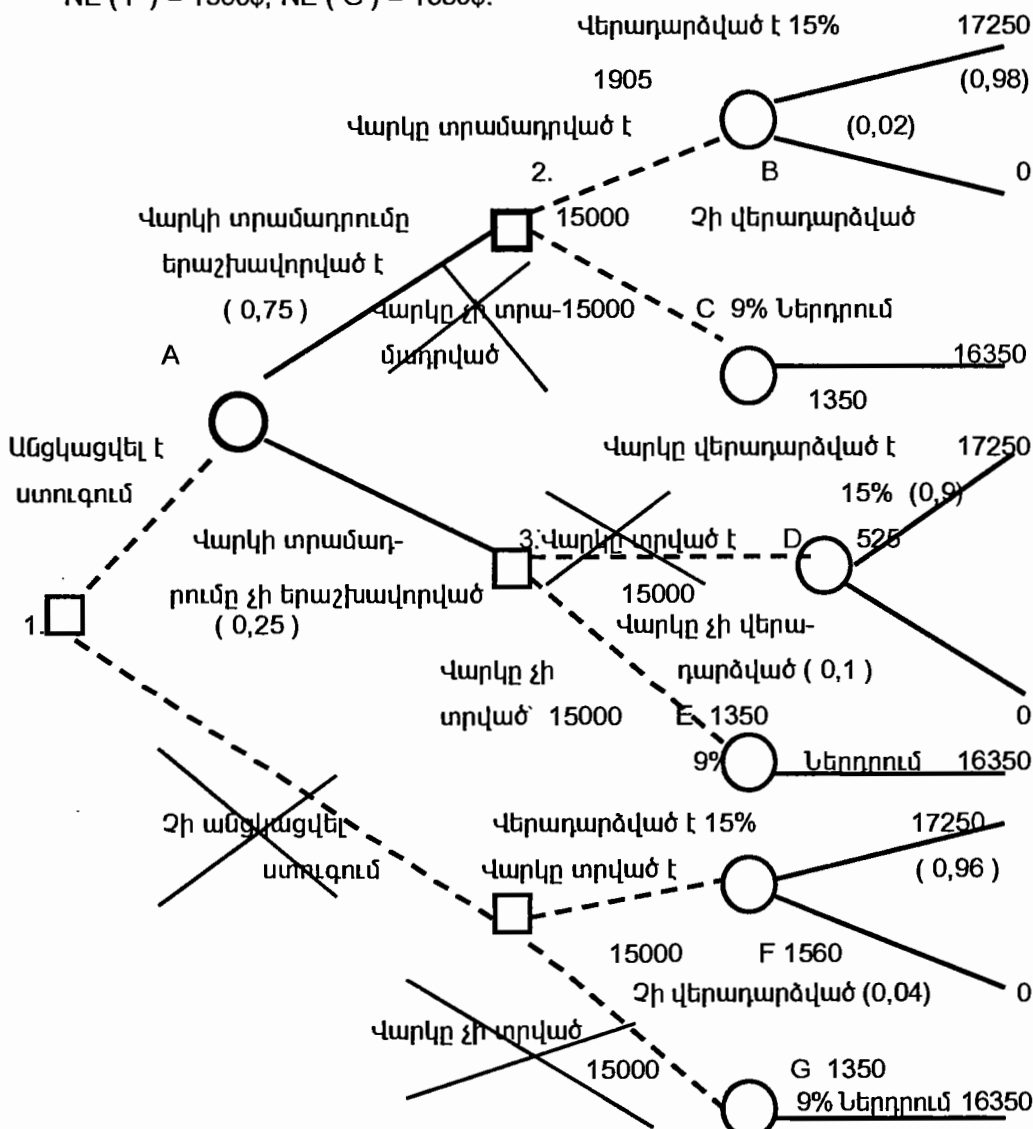 NE ( F ) = 1560$, NE ( G ) = 1350$.
Վերադարձված է 15% 17250
1905 (0,98)
Վարկը տրամադրված է (0,02)
2. B 0
Վարկի տրամադրումը 15000 Չի վերադարձված
երաշխավորված է
( 0,75 ) Վարկը չի տրա-15000 C 9% Ներդրում
A մադրված 16350
1350
Անցկացվել է Վարկը վերադարձված է 17250
ստուգում 15% (0,9)
Վարկի տրամադ- 3. Վարկը տրված է D 525
րումը չի երաշխավորված 15000
1. ( 0,25 ) Վարկը չի վերա-
Վարկը չի դարձված ( 0,1 )
տրված՝ 15000 E 1350 0
9% Ներդրում 16350
Չի անցկացվել Վերադարձված է 15% 17250
ստուգում Վարկը տրված է ( 0,96 )
15000 F 1560
Չի վերադարձված (0,04) 0
Վարկը չի տրված
15000 G 1350
9% Ներդրում 16350